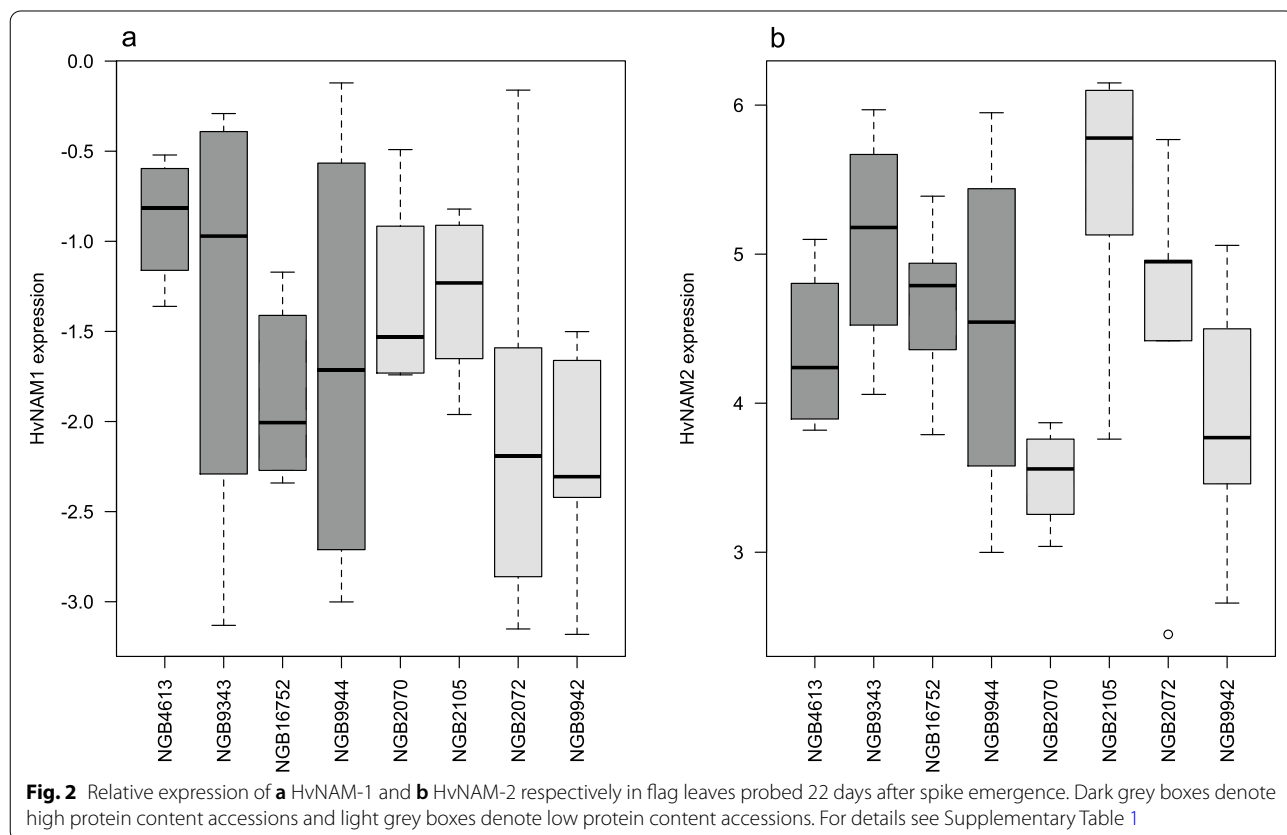 a
HvNAM1 expression
0.0
-0.5
-1.0
-1.5
-2.0
-2.5
-3.0
NGB4613
NGB9343
NGB16752
NGB9944
NGB2070
NGB2105
NGB2072
NGB9942
b
HvNAM2 expression
6
5
4
3
NGB4613
NGB9343
NGB16752
NGB9944
NGB2070
NGB2105
NGB2072
NGB9942
Fig. 2 Relative expression of a HvNAM-1 and b HvNAM-2 respectively in flag leaves probed 22 days after spike emergence. Dark grey boxes denote
high protein content accessions and light grey boxes denote low protein content accessions. For details see Supplementary Table 1